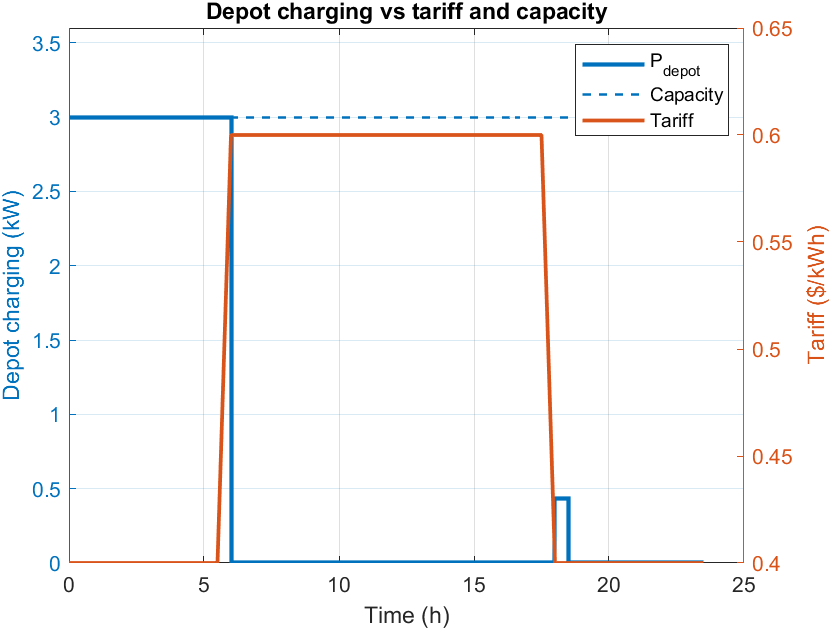 Depot charging vs tariff and capacity
3.5
3
2.5
2
1.5
1
0.5
0
Depot charging (kW)
0.65
0.6
0.55
0.5
0.45
0.4
Tariff ($/kWh)
P_depot
Capacity
Tariff
0 5 10 15 20 25
Time (h)